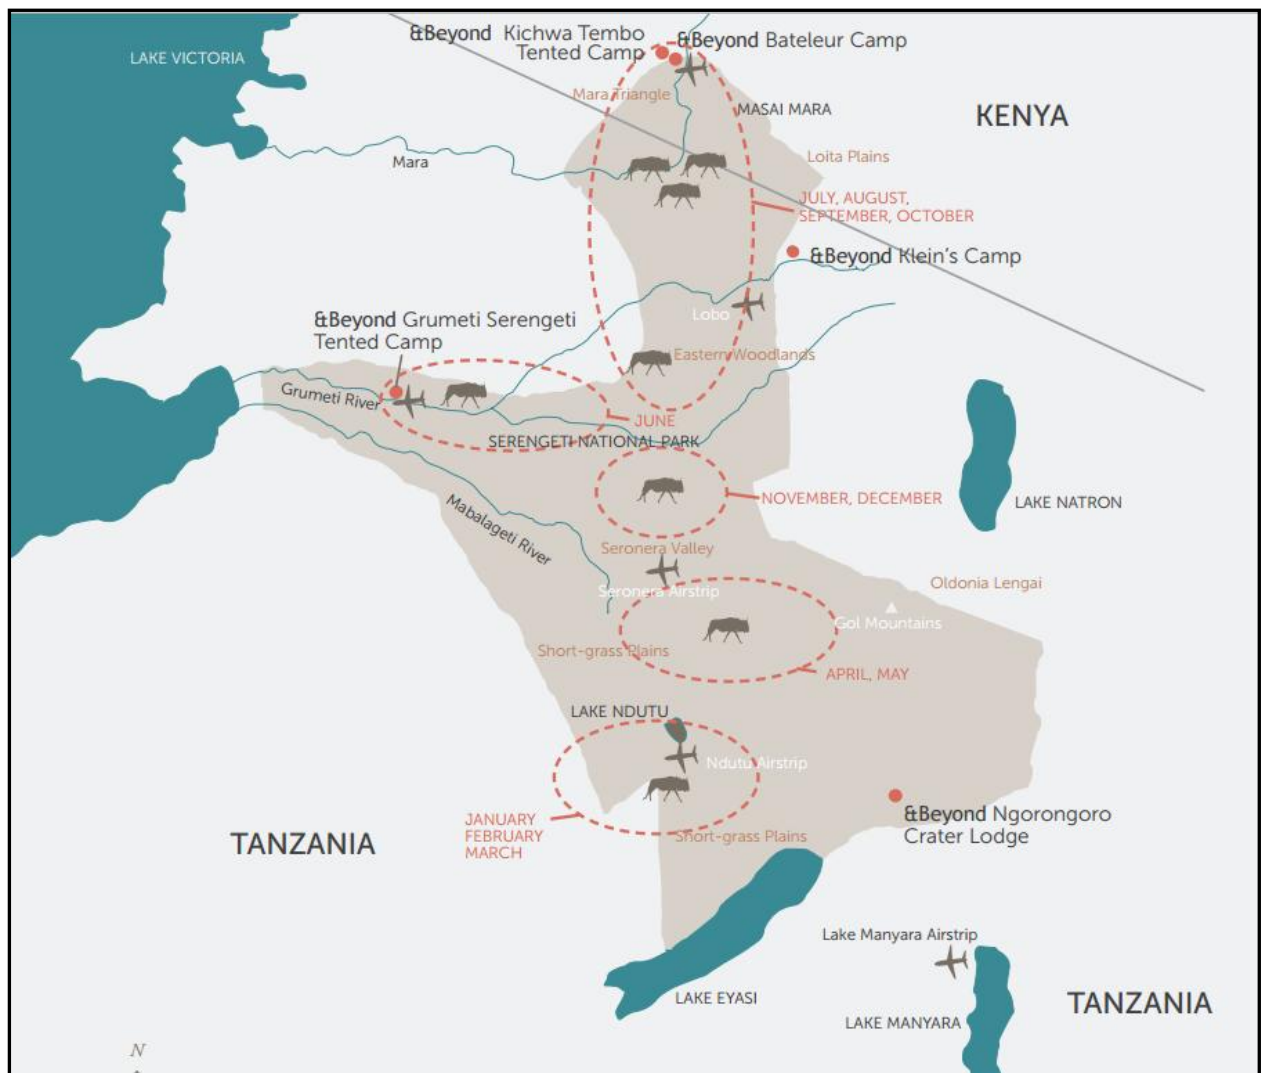 &Beyond Kichwa Tembo
Tented Camp
&Beyond Bateleur Camp
LAKE VICTORIA
Mara Triangle
MASAI MARA
KENYA
Mara
Loita Plains
JULY, AUGUST,
SEPTEMBER, OCTOBER
&Beyond Klein's Camp
Lobo
&Beyond Grumeti Serengeti
Tented Camp
Eastern Woodlands
Grumeti River
JUNE
SERENGETI NATIONAL PARK
NOVEMBER, DECEMBER
LAKE NATRON
Mabalageti River
Seronera Valley
Oldonia Lengai
Seronera Airstrip
Gol Mountains
Short-grass Plains
APRIL, MAY
LAKE NDUTU
Ndutu Airstrip
JANUARY
FEBRUARY
MARCH
&Beyond Ngorongoro
Crater Lodge
TANZANIA
Short-grass Plains
Lake Manyara Airstrip
LAKE EYASI
TANZANIA
LAKE MANYARA
N